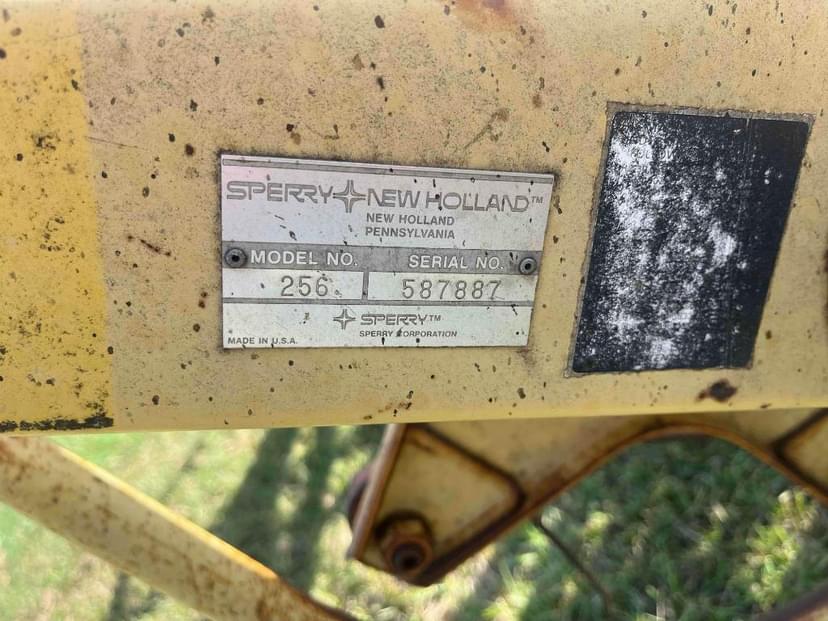 SPERRY NEW HOLLAND™
NEW HOLLAND
PENNSYLVANIA
MODEL NO. SERIAL NO.
256 587887
SPERRY™
SPERRY CORPORATION
MADE IN U.S.A.